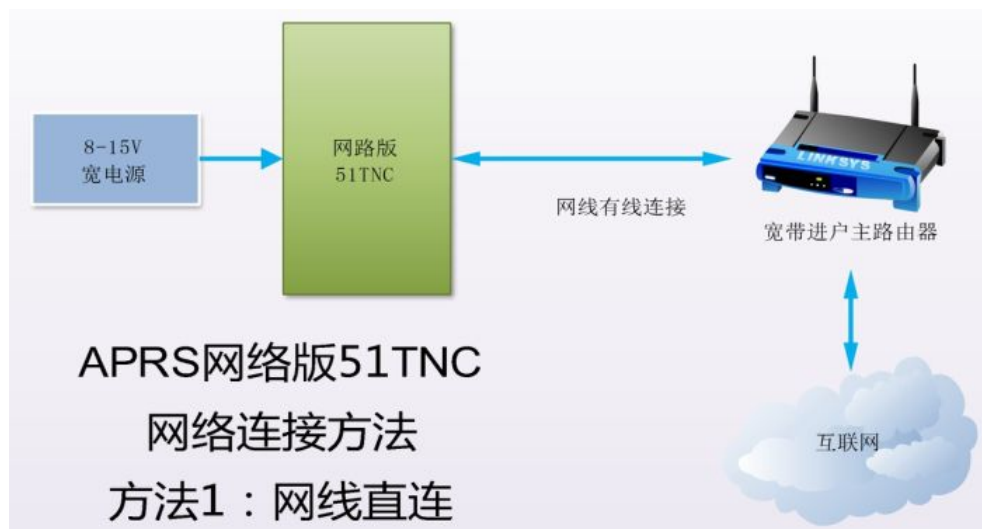 8-15V
宽电源
网路版
51TNC
网线有线连接
LINKSYS
宽带进户主路由器
互联网
APRS网络版51TNC
网络连接方法
方法1：网线直连